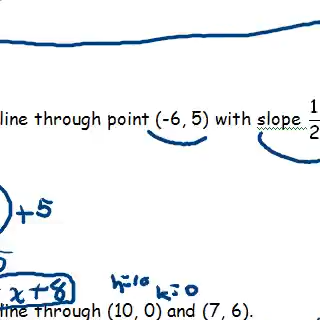 line through point (-6, 5) with slope 1/2
+5
x+8
h=10 k=0
line through (10, 0) and (7, 6).